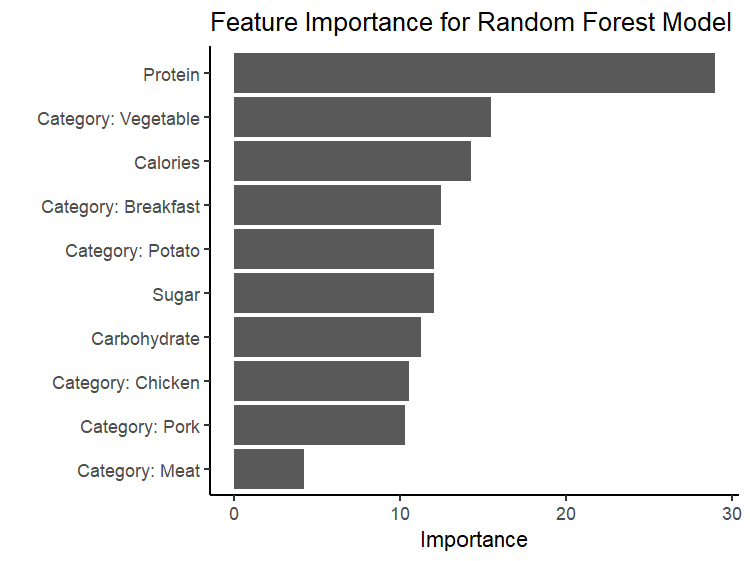 Feature Importance for Random Forest Model
Protein
Category: Vegetable
Calories
Category: Breakfast
Category: Potato
Sugar
Carbohydrate
Category: Chicken
Category: Pork
Category: Meat
0 10 20 30
Importance